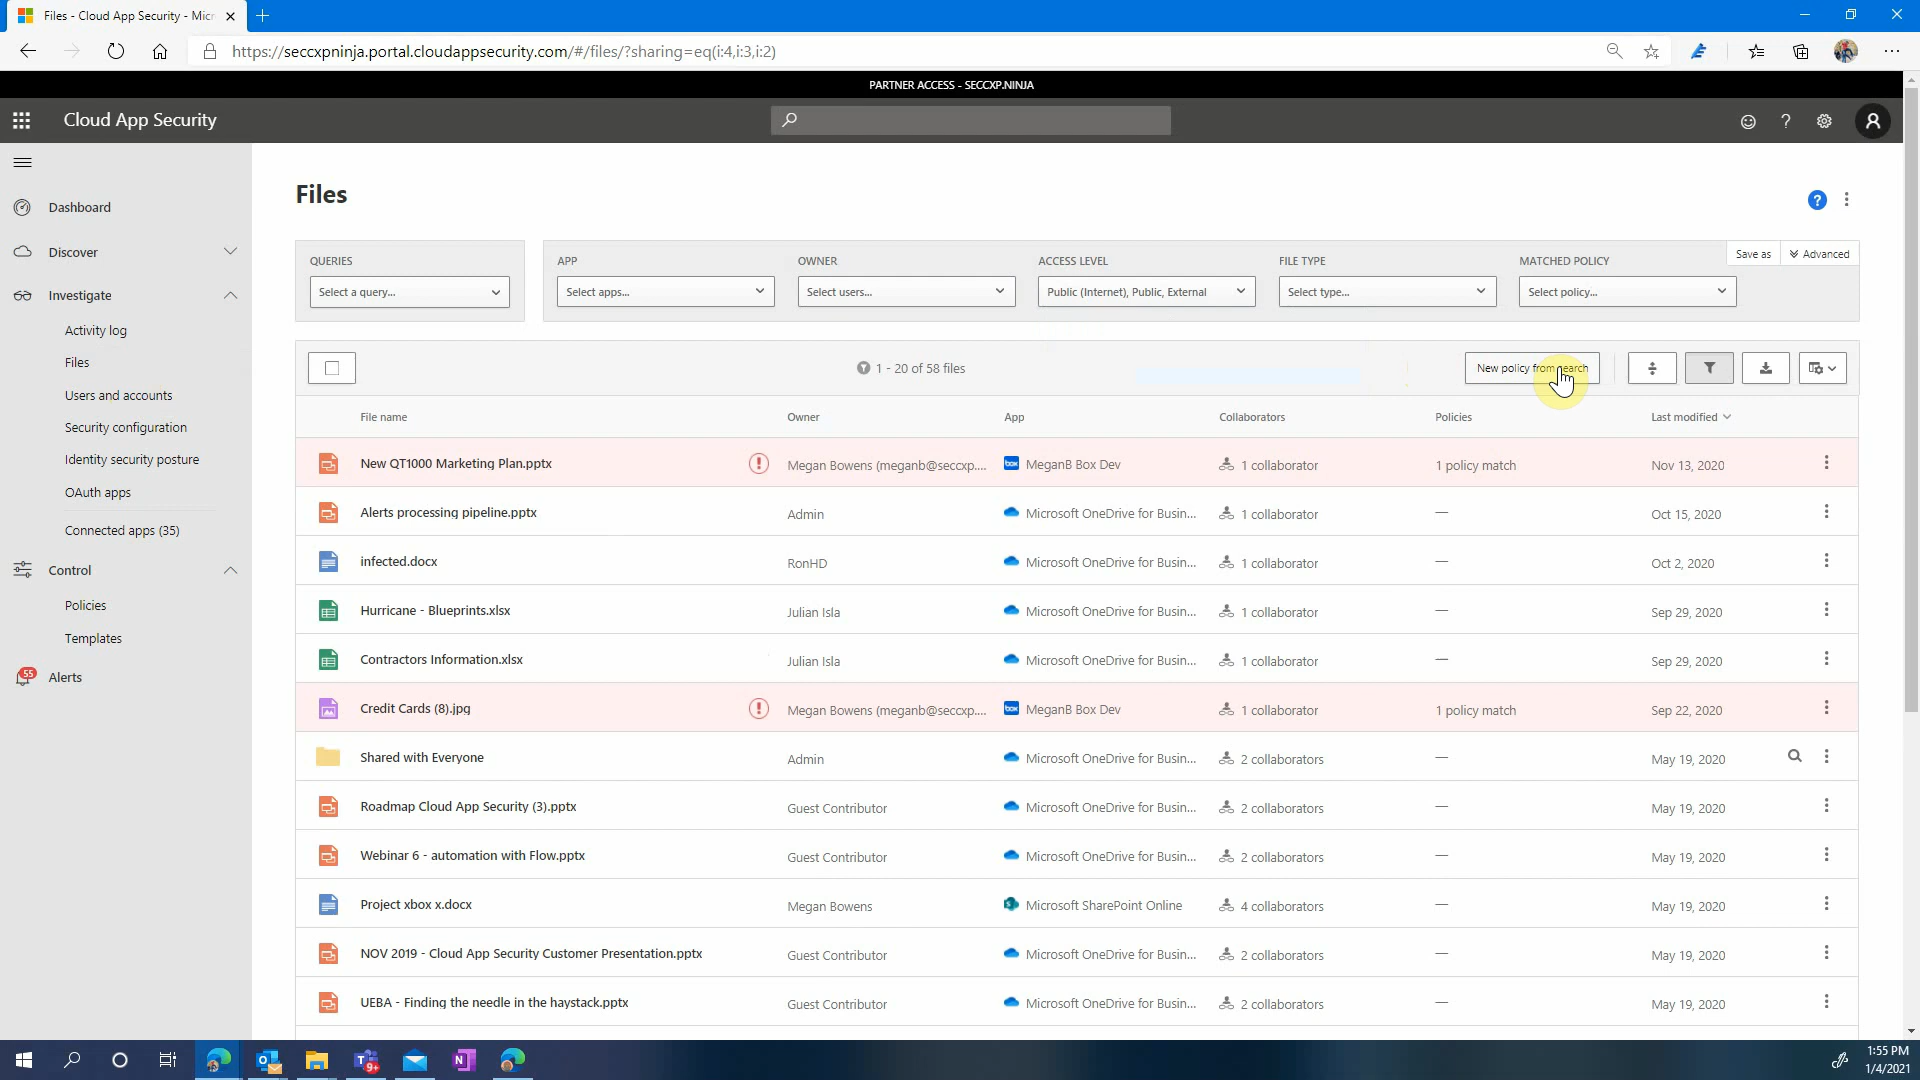 Files - Cloud App Security - Micr
https://seccxpninja.portal.cloudappsecurity.com/#/files/?sharing=eq(i:4,i:3,i:2)
PARTNER ACCESS - SECCXP.NINJA
Cloud App Security
?
Dashboard
Discover
Investigate
Activity log
Files
Users and accounts
Security configuration
Identity security posture
OAuth apps
Connected apps (35)
Control
Policies
Templates
55
Alerts
Files
?
QUERIES
Select a query...
APP
Select apps...
OWNER
Select users...
ACCESS LEVEL
Public (Internet), Public, External
FILE TYPE
Select type...
MATCHED POLICY
Select policy...
Save as
Advanced
1 - 20 of 58 files
New policy from search
File name Owner App Collaborators Policies Last modified
New QT1000 Marketing Plan.pptx Megan Bowens (meganb@seccxp.... box MeganB Box Dev 1 collaborator 1 policy match Nov 13, 2020
Alerts processing pipeline.pptx Admin Microsoft OneDrive for Busin... 1 collaborator — Oct 15, 2020
infected.docx RonHD Microsoft OneDrive for Busin... 1 collaborator — Oct 2, 2020
Hurricane - Blueprints.xlsx Julian Isla Microsoft OneDrive for Busin... 1 collaborator — Sep 29, 2020
Contractors Information.xlsx Julian Isla Microsoft OneDrive for Busin... 1 collaborator — Sep 29, 2020
Credit Cards (8).jpg Megan Bowens (meganb@seccxp.... box MeganB Box Dev 1 collaborator 1 policy match Sep 22, 2020
Shared with Everyone Admin Microsoft OneDrive for Busin... 2 collaborators — May 19, 2020
Roadmap Cloud App Security (3).pptx Guest Contributor Microsoft OneDrive for Busin... 2 collaborators — May 19, 2020
Webinar 6 - automation with Flow.pptx Guest Contributor Microsoft OneDrive for Busin... 2 collaborators — May 19, 2020
Project xbox x.docx Megan Bowens Microsoft SharePoint Online 4 collaborators — May 19, 2020
NOV 2019 - Cloud App Security Customer Presentation.pptx Guest Contributor Microsoft OneDrive for Busin... 2 collaborators — May 19, 2020
UEBA - Finding the needle in the haystack.pptx Guest Contributor Microsoft OneDrive for Busin... 2 collaborators — May 19, 2020
9+
1:55 PM
1/4/2021